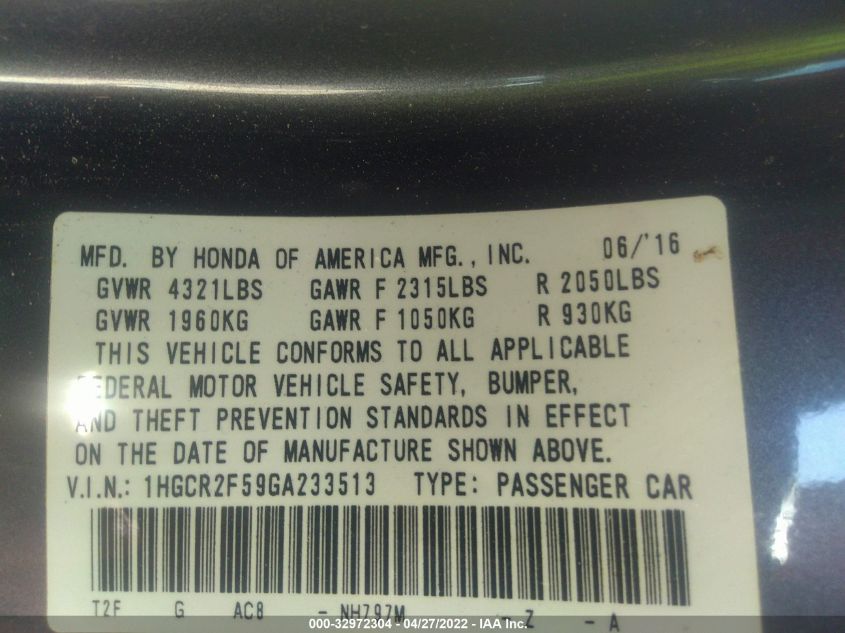 MFD. BY HONDA OF AMERICA MFG., INC. 06/'16
GVWR 4321LBS GAWR F 2315LBS R 2050LBS
GVWR 1960KG GAWR F 1050KG R 930KG
THIS VEHICLE CONFORMS TO ALL APPLICABLE
FEDERAL MOTOR VEHICLE SAFETY, BUMPER,
AND THEFT PREVENTION STANDARDS IN EFFECT
ON THE DATE OF MANUFACTURE SHOWN ABOVE.
V.I.N.: 1HGCR2F59GA233513 TYPE: PASSENGER CAR
T2F G AC8 - NH797M - Z - A
000-32972304 - 04/27/2022 - IAA Inc.